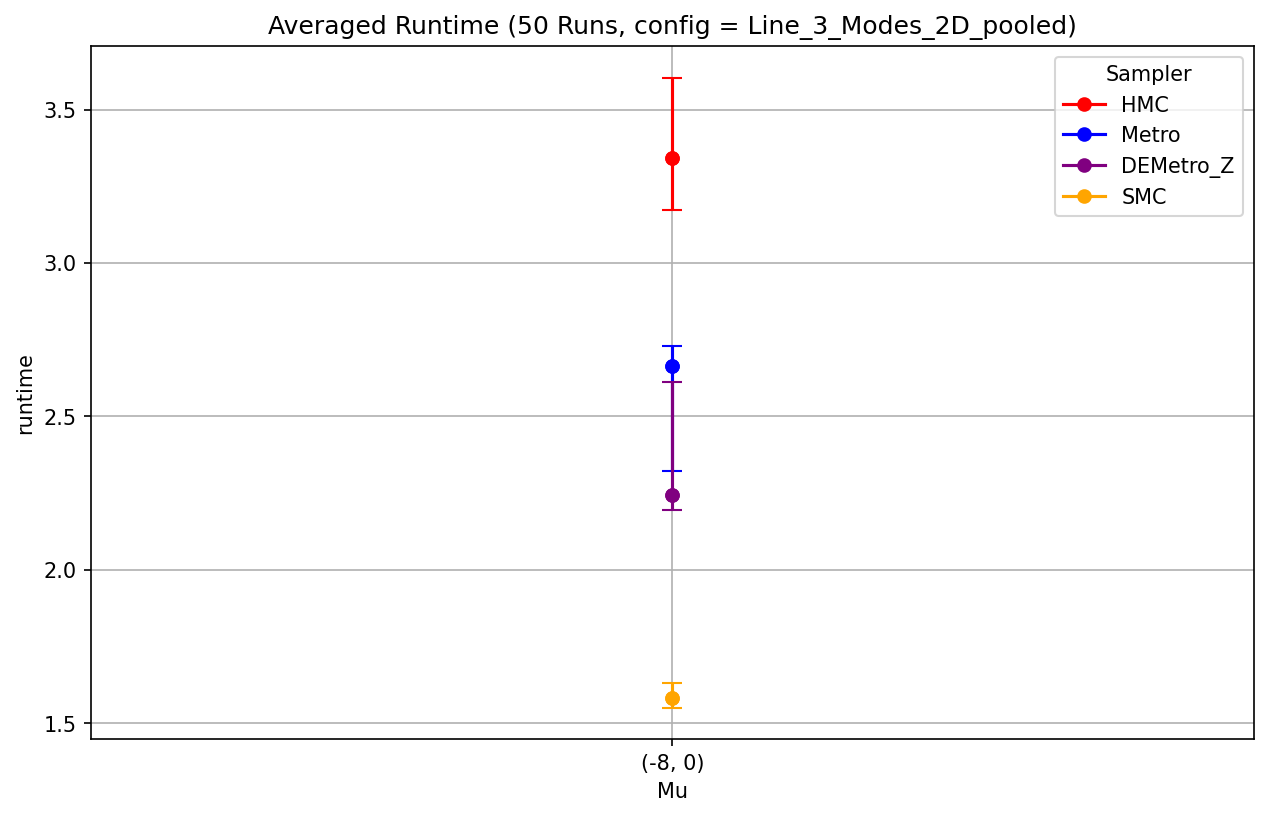 Averaged Runtime (50 Runs, config = Line_3_Modes_2D_pooled)
Sampler
HMC
Metro
DEMetro_Z
SMC
runtime
3.5
3.0
2.5
2.0
1.5
(-8, 0)
Mu